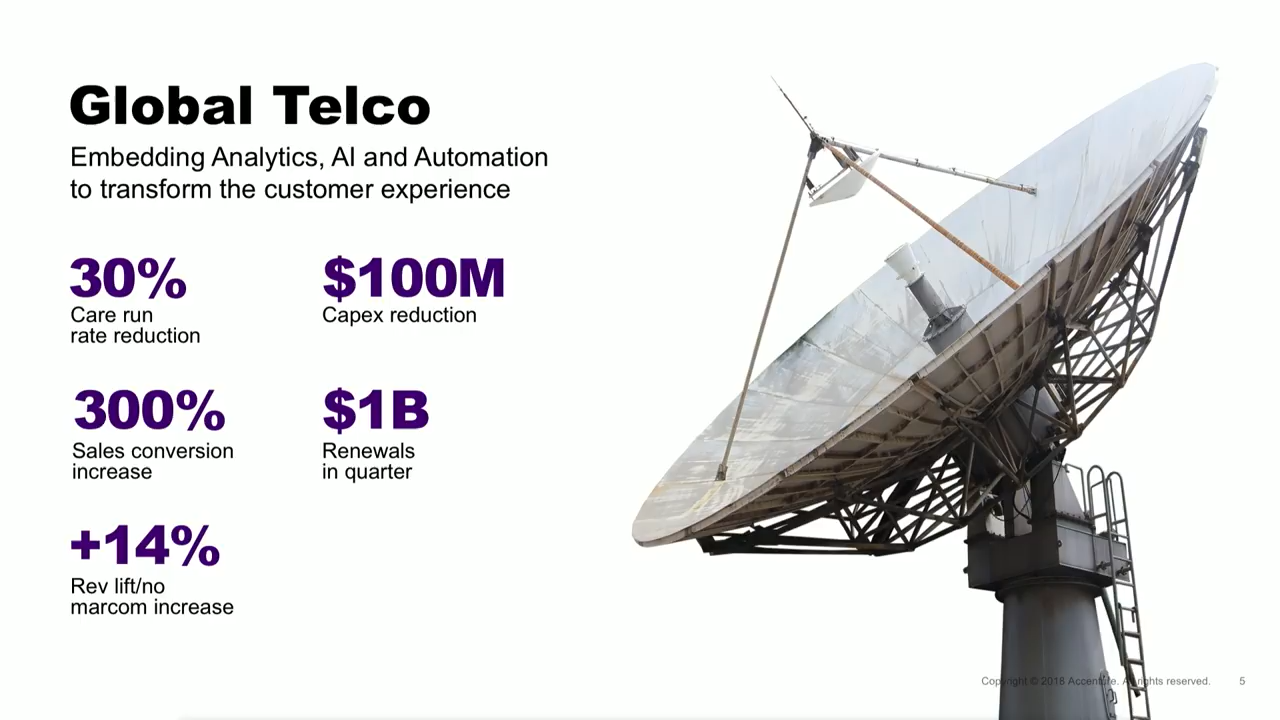 Global Telco
Embedding Analytics, AI and Automation
to transform the customer experience
30%
Care run
rate reduction
$100M
Capex reduction
300%
Sales conversion
increase
$1B
Renewals
in quarter
+14%
Rev lift/no
marcom increase
Copyright © 2018 Accenture. All rights reserved.
5